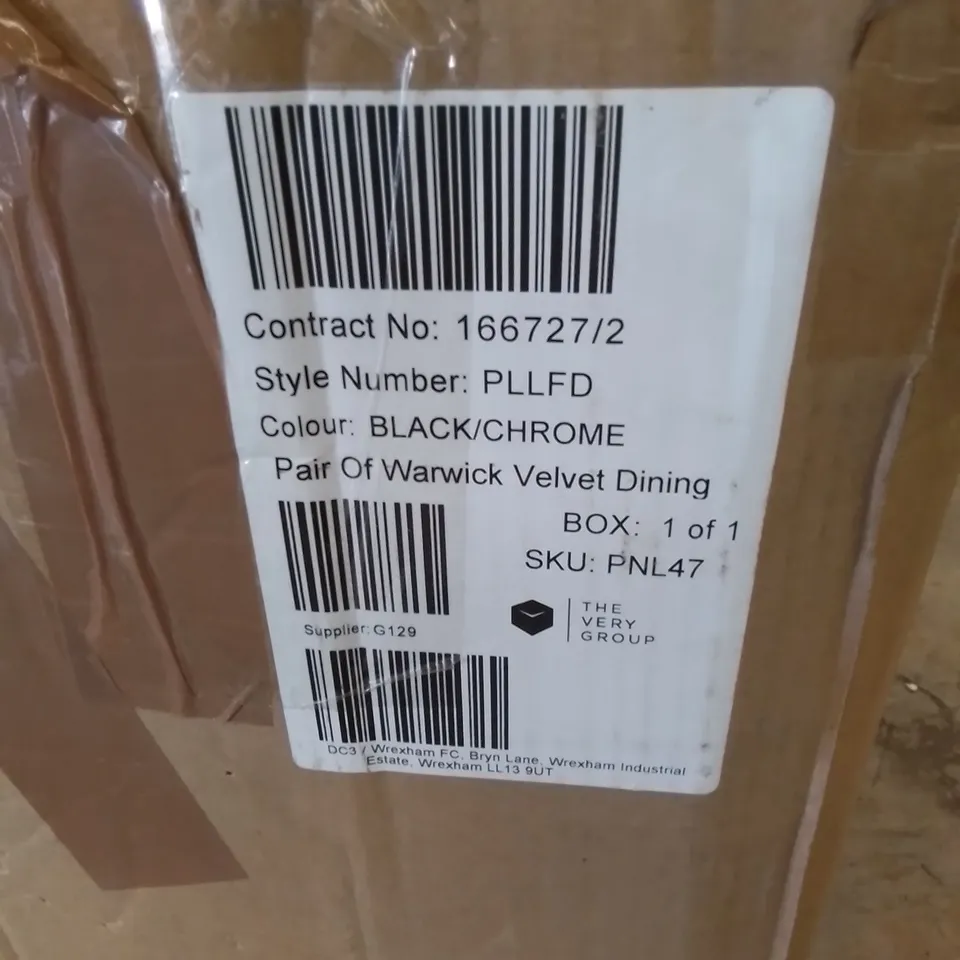 Contract No: 166727/2
Style Number: PLLFD
Colour: BLACK/CHROME
Pair Of Warwick Velvet Dining
BOX: 1 of 1
SKU: PNL47
THE
VERY
GROUP
Supplier:G129
DC3 / Wrexham FC, Bryn Lane, Wrexham Industrial
Estate, Wrexham LL13 9UT